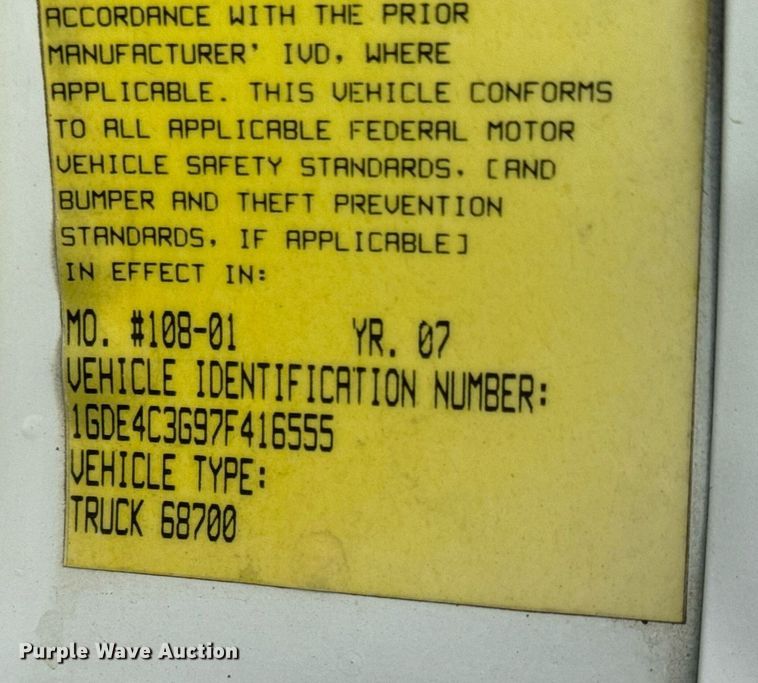 ACCORDANCE WITH THE PRIOR
MANUFACTURER' IVD, WHERE
APPLICABLE. THIS VEHICLE CONFORMS
TO ALL APPLICABLE FEDERAL MOTOR
VEHICLE SAFETY STANDARDS, [AND
BUMPER AND THEFT PREVENTION
STANDARDS, IF APPLICABLE]
IN EFFECT IN:
MO. #108-01 YR. 07
VEHICLE IDENTIFICATION NUMBER:
1GDE4C3G97F416555
VEHICLE TYPE:
TRUCK 68700
Purple Wave Auction